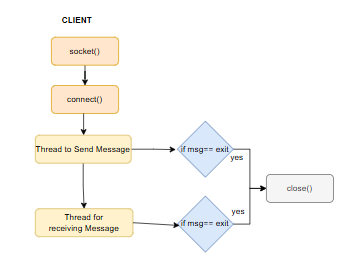 CLIENT
socket()
connect()
Thread to Send Message
if msg== exit
yes
close()
yes
Thread for
receiving Message
if msg== exit